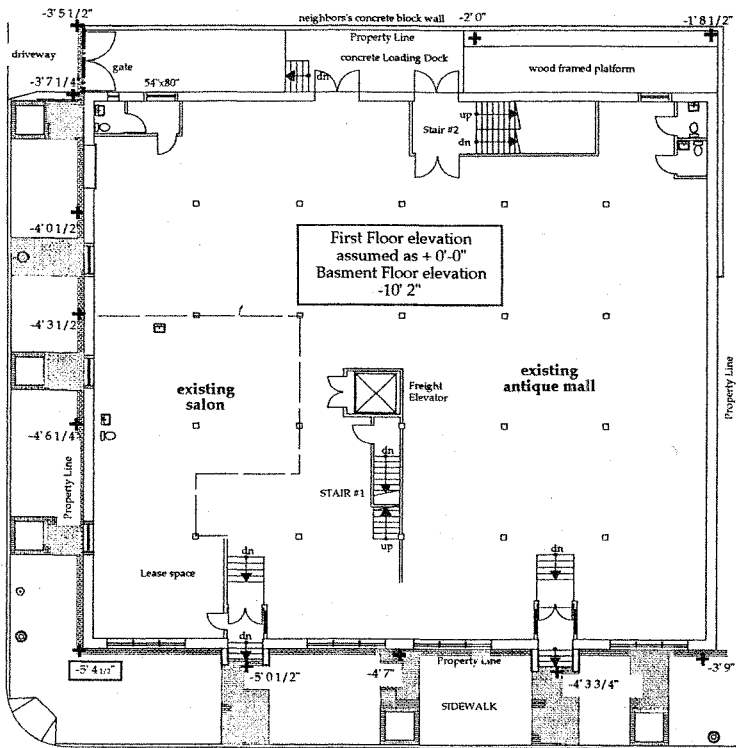 -3' 5 1/2"
neighbors's concrete block wall
-2' 0"
-1' 8 1/2"
driveway
Property Line
gate
concrete Loading Dock
dn
wood framed platform
-3' 7 1/4"
54"x80"
up
Stair #2
dn
-4' 0 1/2"
First Floor elevation
assumed as + 0'-0"
Basment Floor elevation
-10' 2"
-4' 3 1/2"
existing
salon
Freight
Elevator
existing
antique mall
Property Line
-4' 6 1/4"
Property Line
dn
STAIR #1
up
dn
dn
Lease space
dn
-5' 4 1/2"
-5' 0 1/2"
-4' 7"
Property Line
-4' 3 3/4"
-3' 9"
SIDEWALK